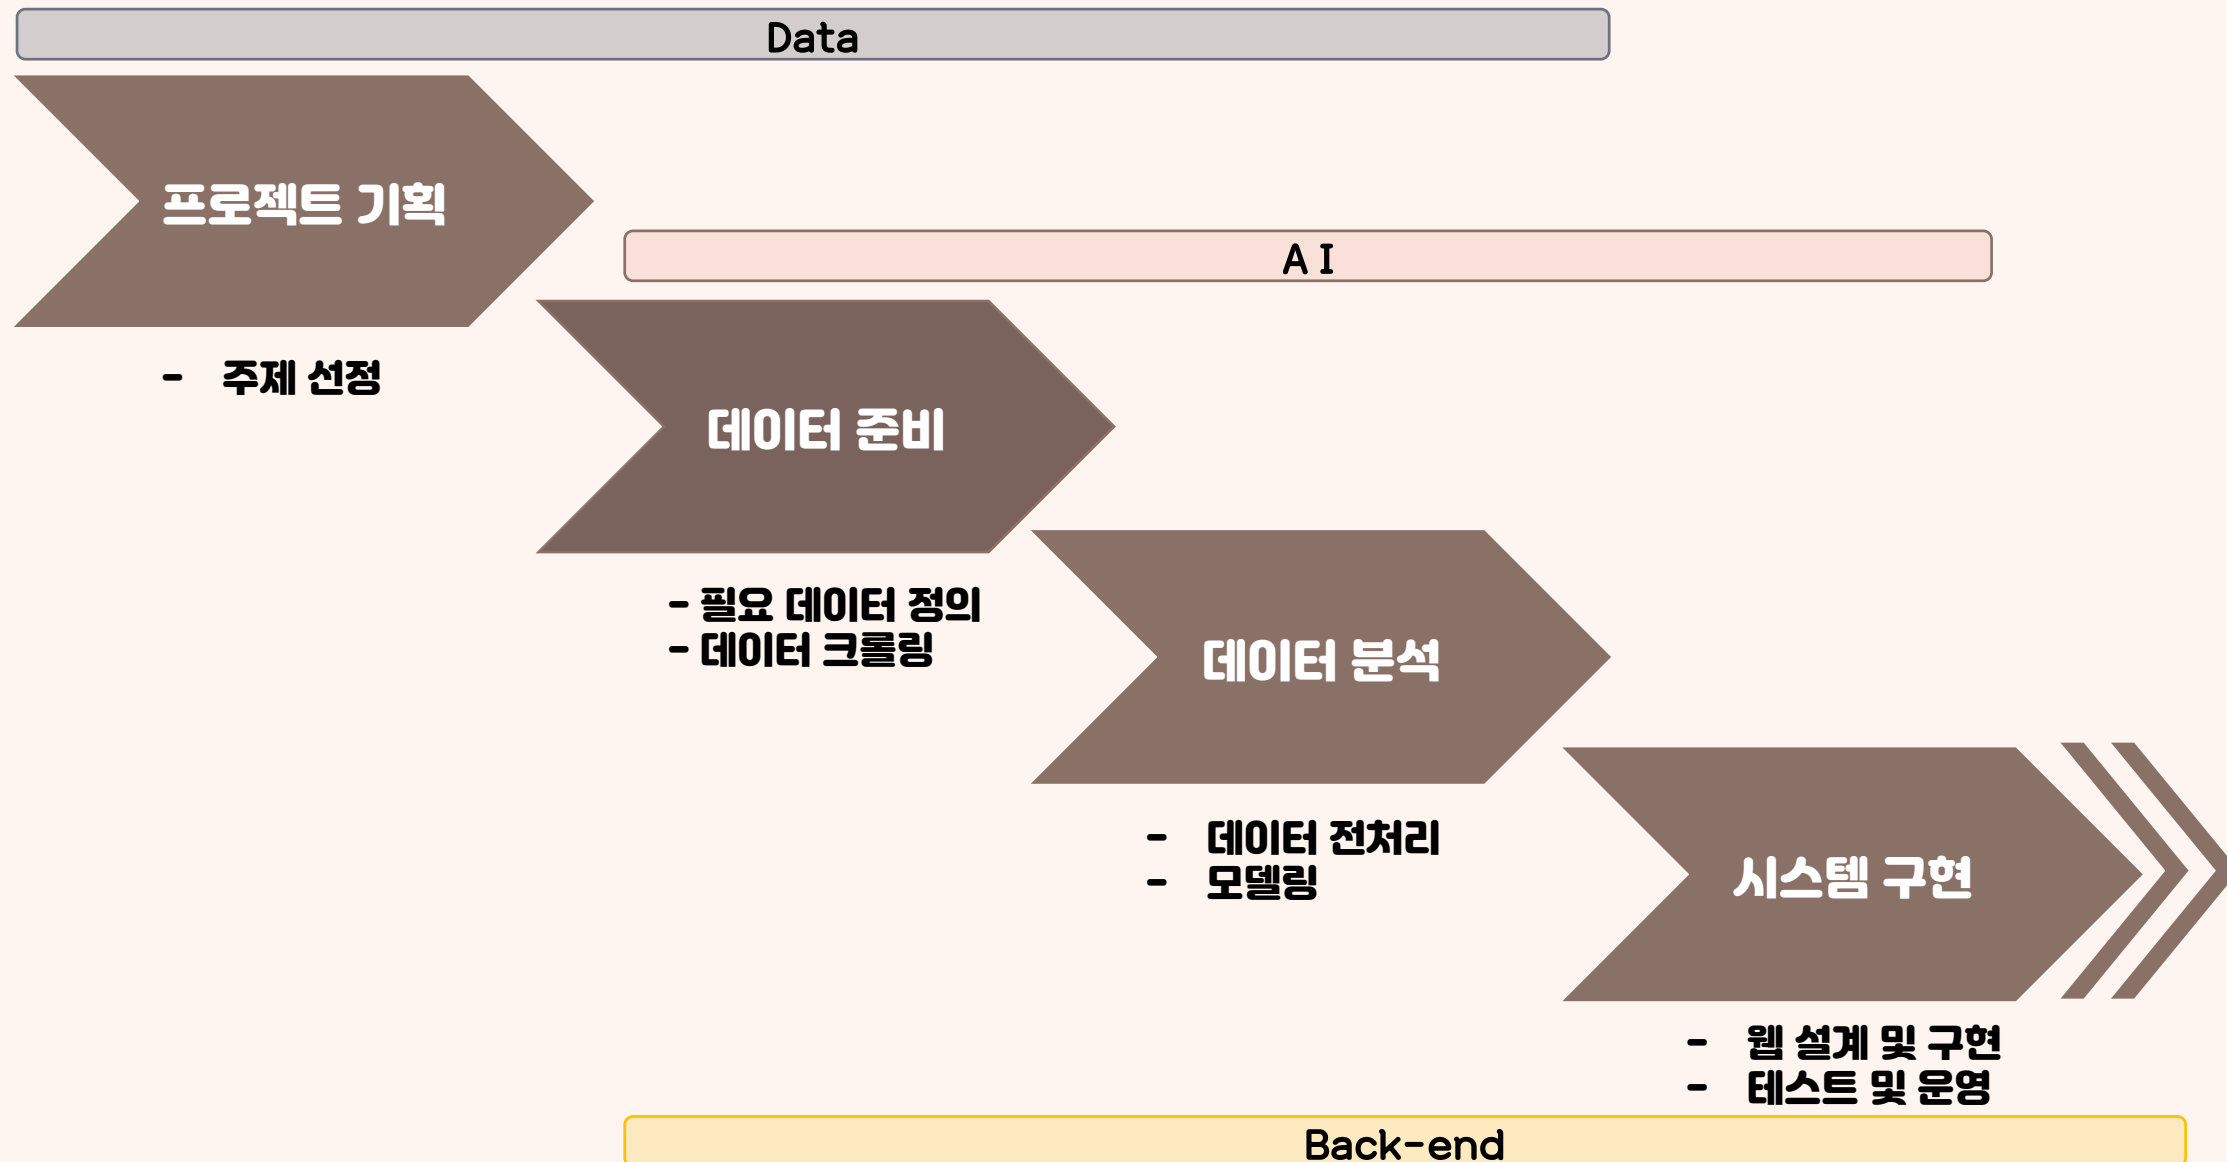 Data
프로젝트 기획
- 주제 선정
AI
데이터 준비
- 필요 데이터 정의
- 데이터 크롤링
데이터 분석
- 데이터 전처리
- 모델링
시스템 구현
- 웹 설계 및 구현
- 테스트 및 운영
Back-end